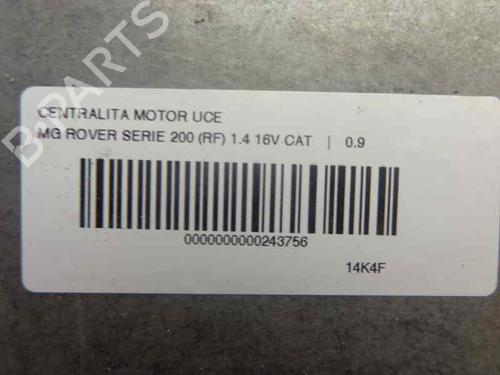 CENTRALITA MOTOR UCE
MG ROVER SERIE 200 (RF) 1.4 16V CAT | 0.9
0000000000243756
14K4F
B-PARTS